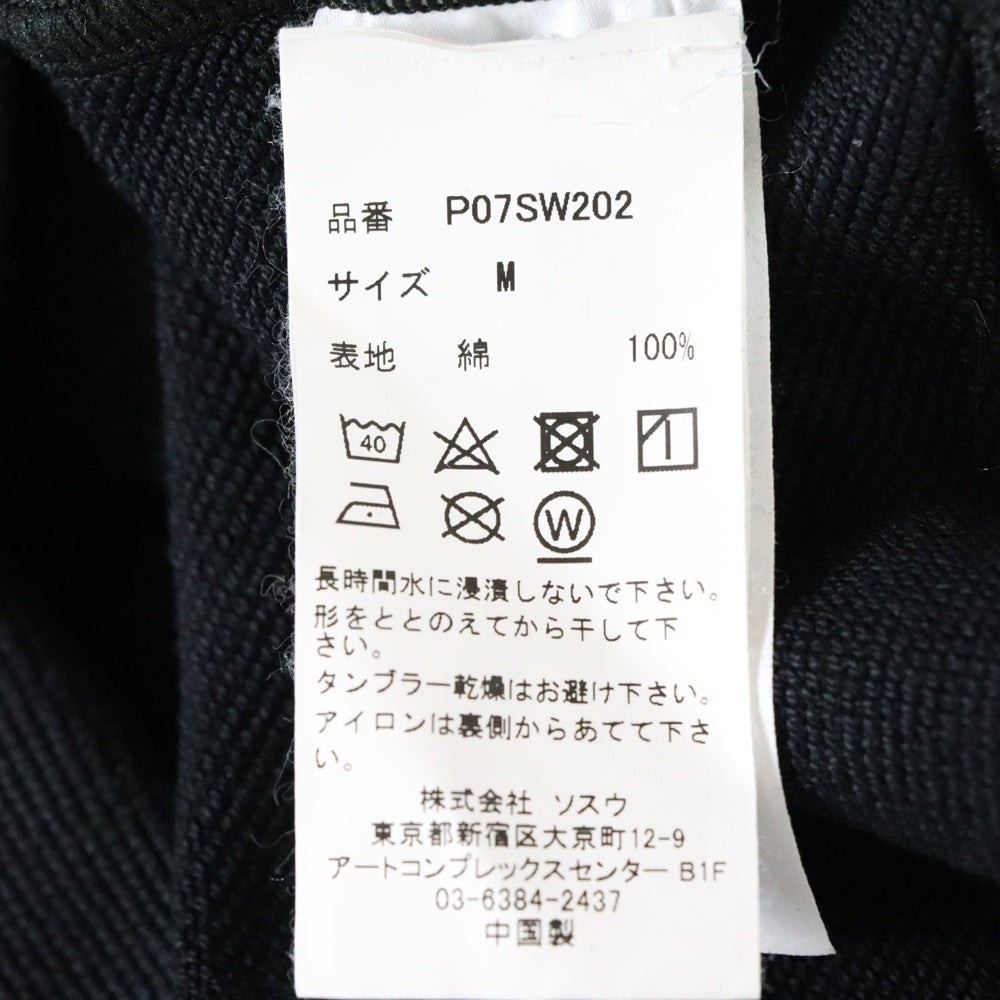 品番 P07SW202
サイズ M
表地 綿 100%
40
W
長時間水に浸漬しないで下さい。
形をととのえてから干して下
さい。
タンブラー乾燥はお避け下さい。
アイロンは裏側からあてて下さ
い。
株式会社 ソスウ
東京都新宿区大京町12-9
アートコンプレックスセンター B1F
03-6384-2437
中国製